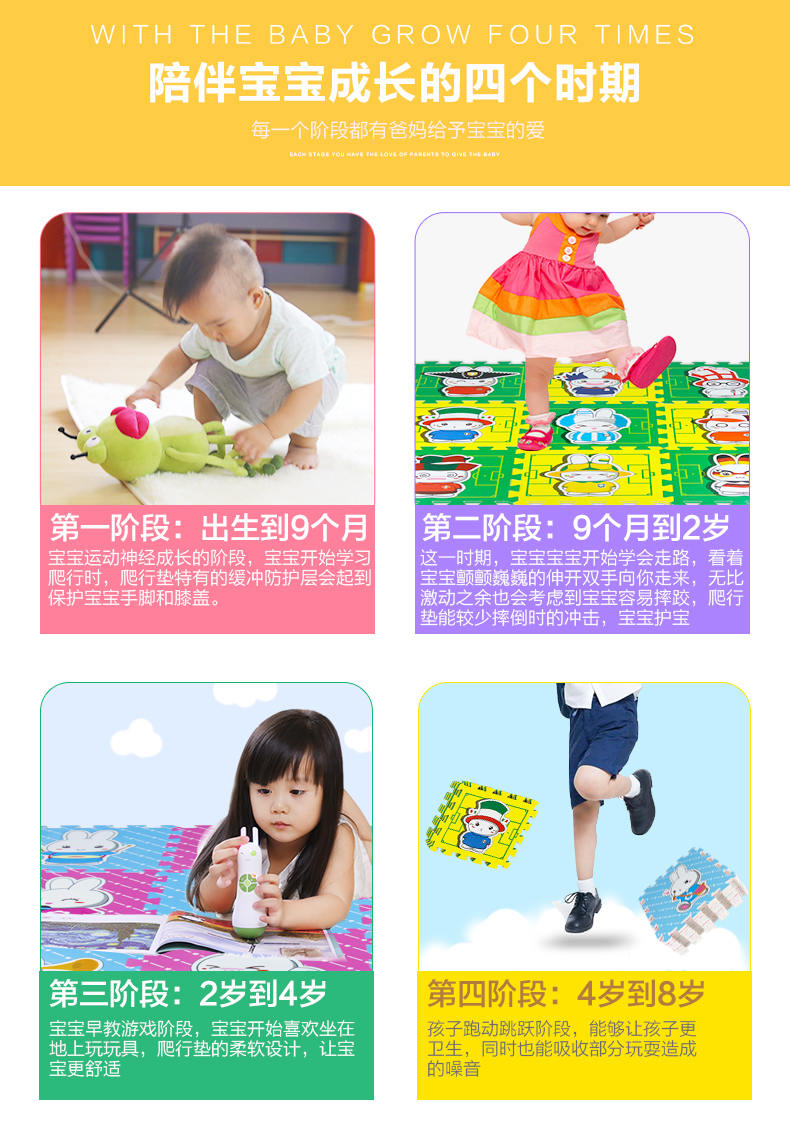 WITH THE BABY GROW FOUR TIMES
陪伴宝宝成长的四个时期
每一个阶段都有爸妈给予宝宝的爱
EACH STAGE YOU HAVE THE LOVE OF PARENTS TO GIVE THE BABY
第一阶段：出生到9个月
宝宝运动神经成长的阶段，宝宝开始学习
爬行时，爬行垫特有的缓冲防护层会起到
保护宝宝手脚和膝盖。
第二阶段：9个月到2岁
这一时期，宝宝宝宝开始学会走路，看着
宝宝颤颤巍巍的伸开双手向你走来，无比
激动之余也会考虑到宝宝容易摔跤，爬行
垫能较少摔倒时的冲击，宝宝护宝
第三阶段：2岁到4岁
宝宝早教游戏阶段，宝宝开始喜欢坐在
地上玩玩具，爬行垫的柔软设计，让宝
宝更舒适
第四阶段：4岁到8岁
孩子跑动跳跃阶段，能够让孩子更
卫生，同时也能吸收部分玩耍造成
的噪音